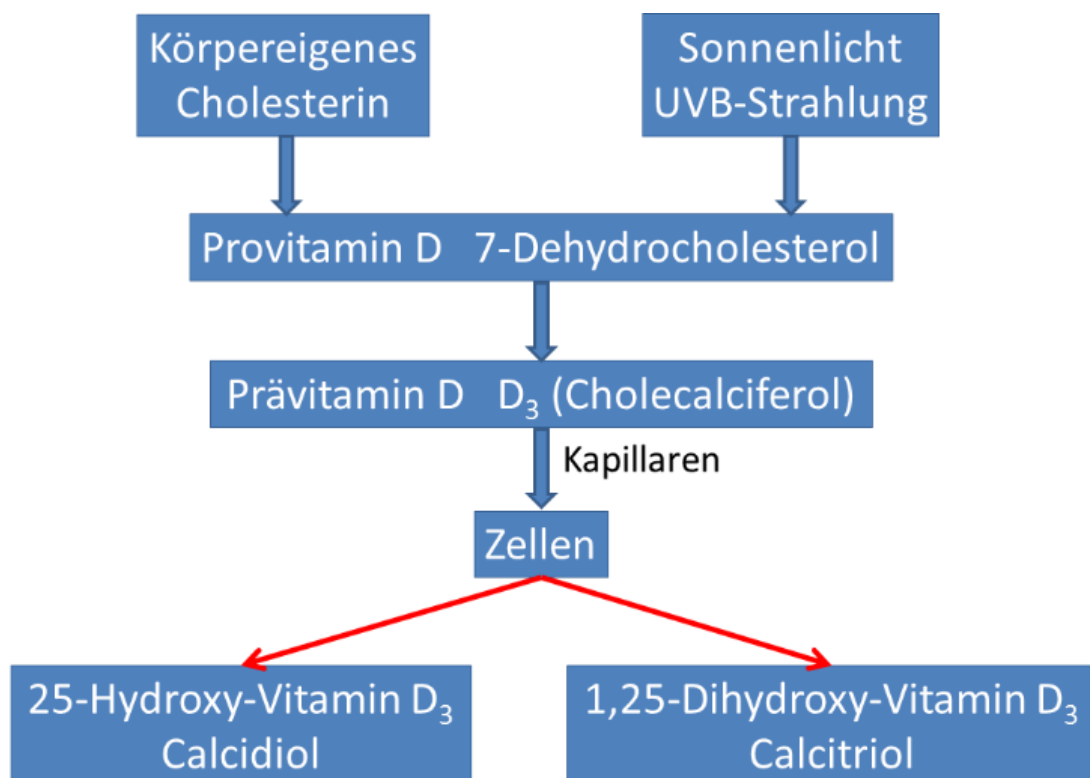 Körpereigenes
Cholesterin
Sonnenlicht
UVB-Strahlung
Provitamin D 7-Dehydrocholesterol
Prävitamin D D₃ (Cholecalciferol)
Kapillaren
Zellen
25-Hydroxy-Vitamin D₃
Calcidiol
1,25-Dihydroxy-Vitamin D₃
Calcitriol